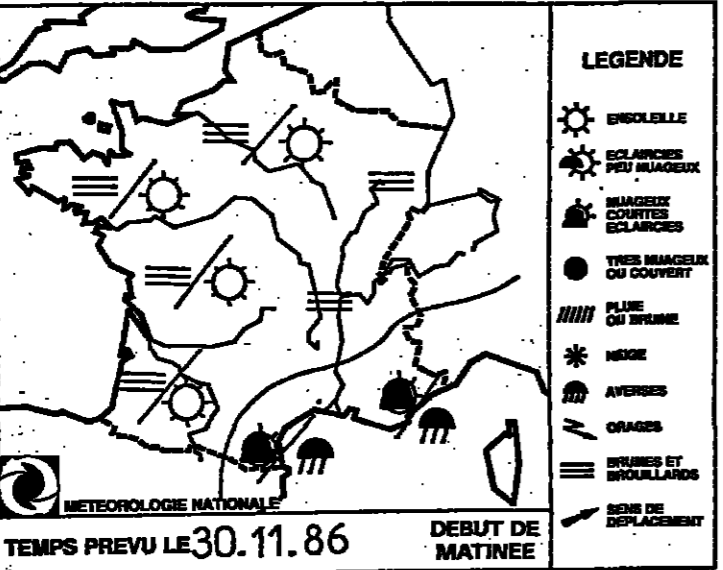 LEGENDE
ENSOLEILLE
ECLAIRCIES
PEU NUAGEUX
NUAGEUX
COURTES
ECLAIRCIES
TRES NUAGEUX
OU COUVERT
PLUIE
OU BRUINE
NEIGE
AVERSES
ORAGES
BRUMES ET
BROUILLARDS
SENS DE
DEPLACEMENT
METEOROLOGIE NATIONALE
TEMPS PREVU LE 30.11.86
DEBUT DE
MATINEE